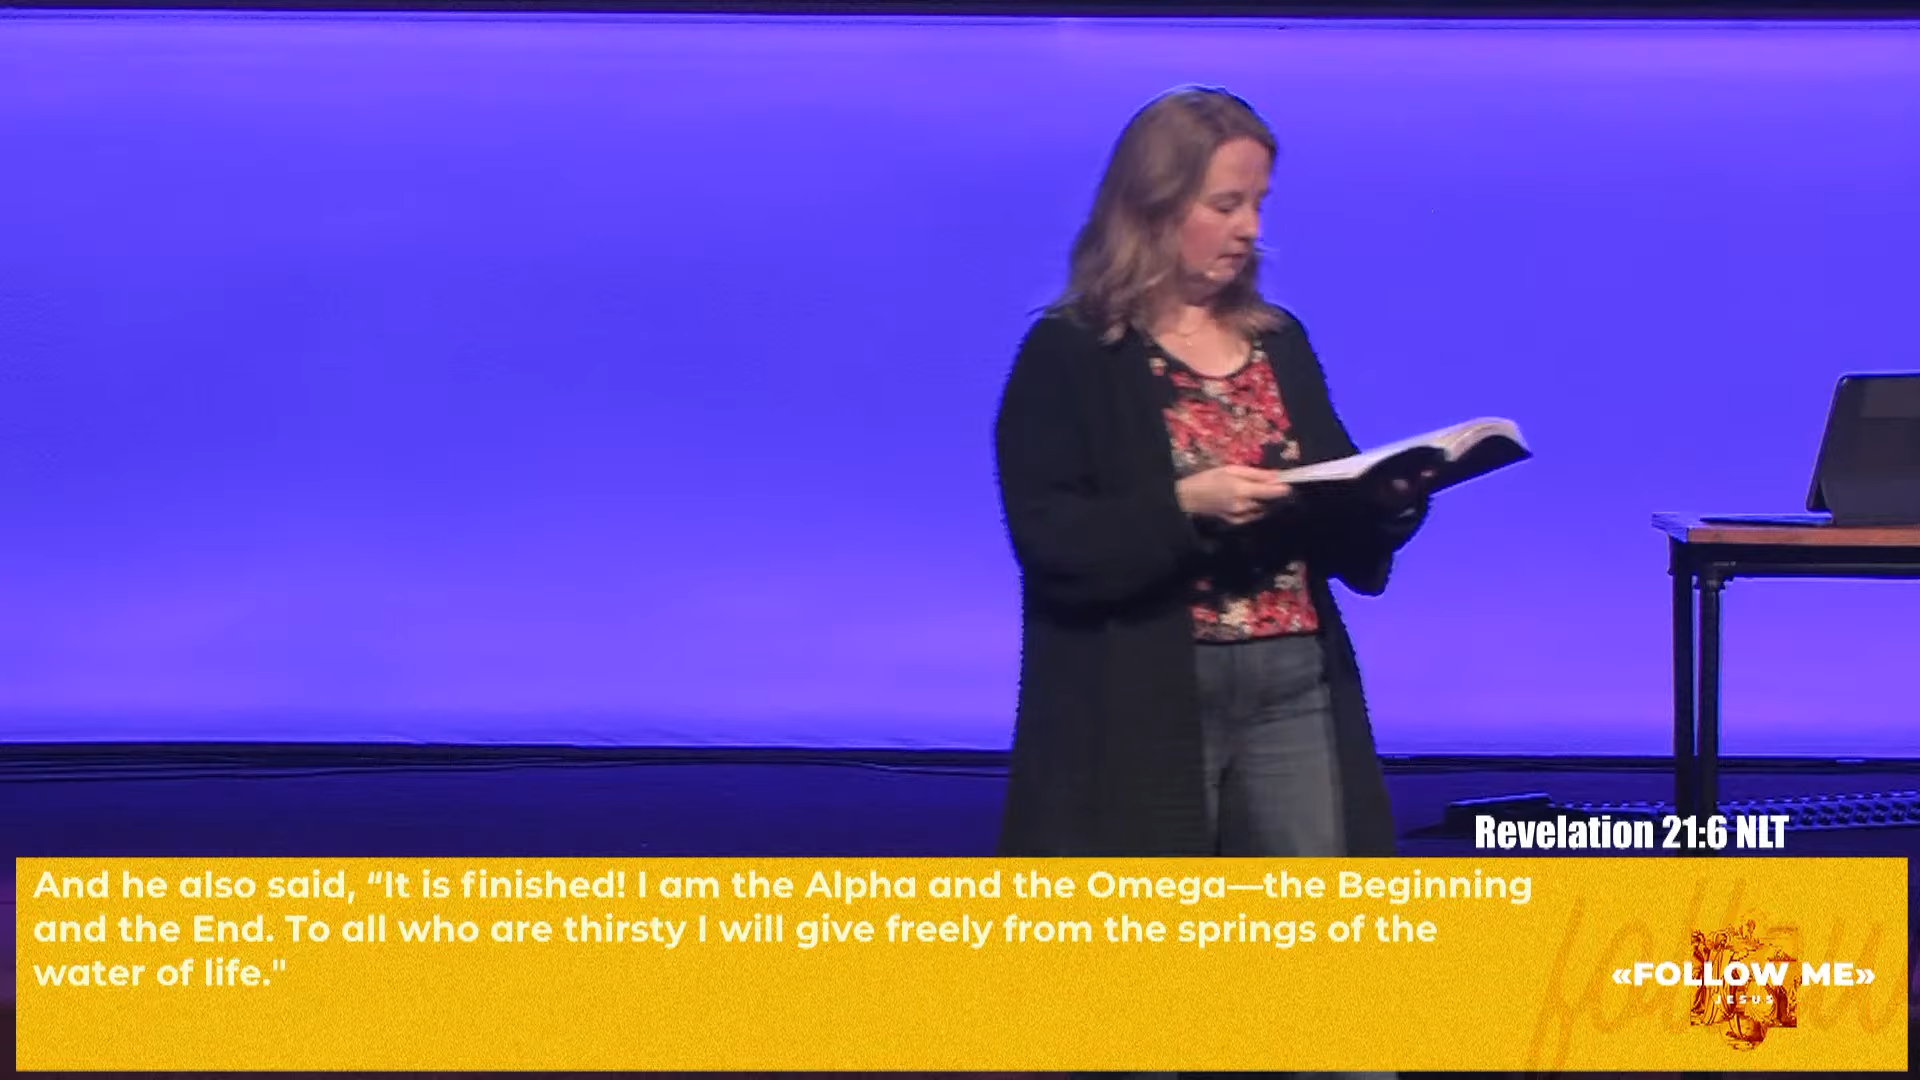 Revelation 21:6 NLT
And he also said, “It is finished! I am the Alpha and the Omega—the Beginning
and the End. To all who are thirsty I will give freely from the springs of the
water of life."
follow
«FOLLOW ME»
JESUS